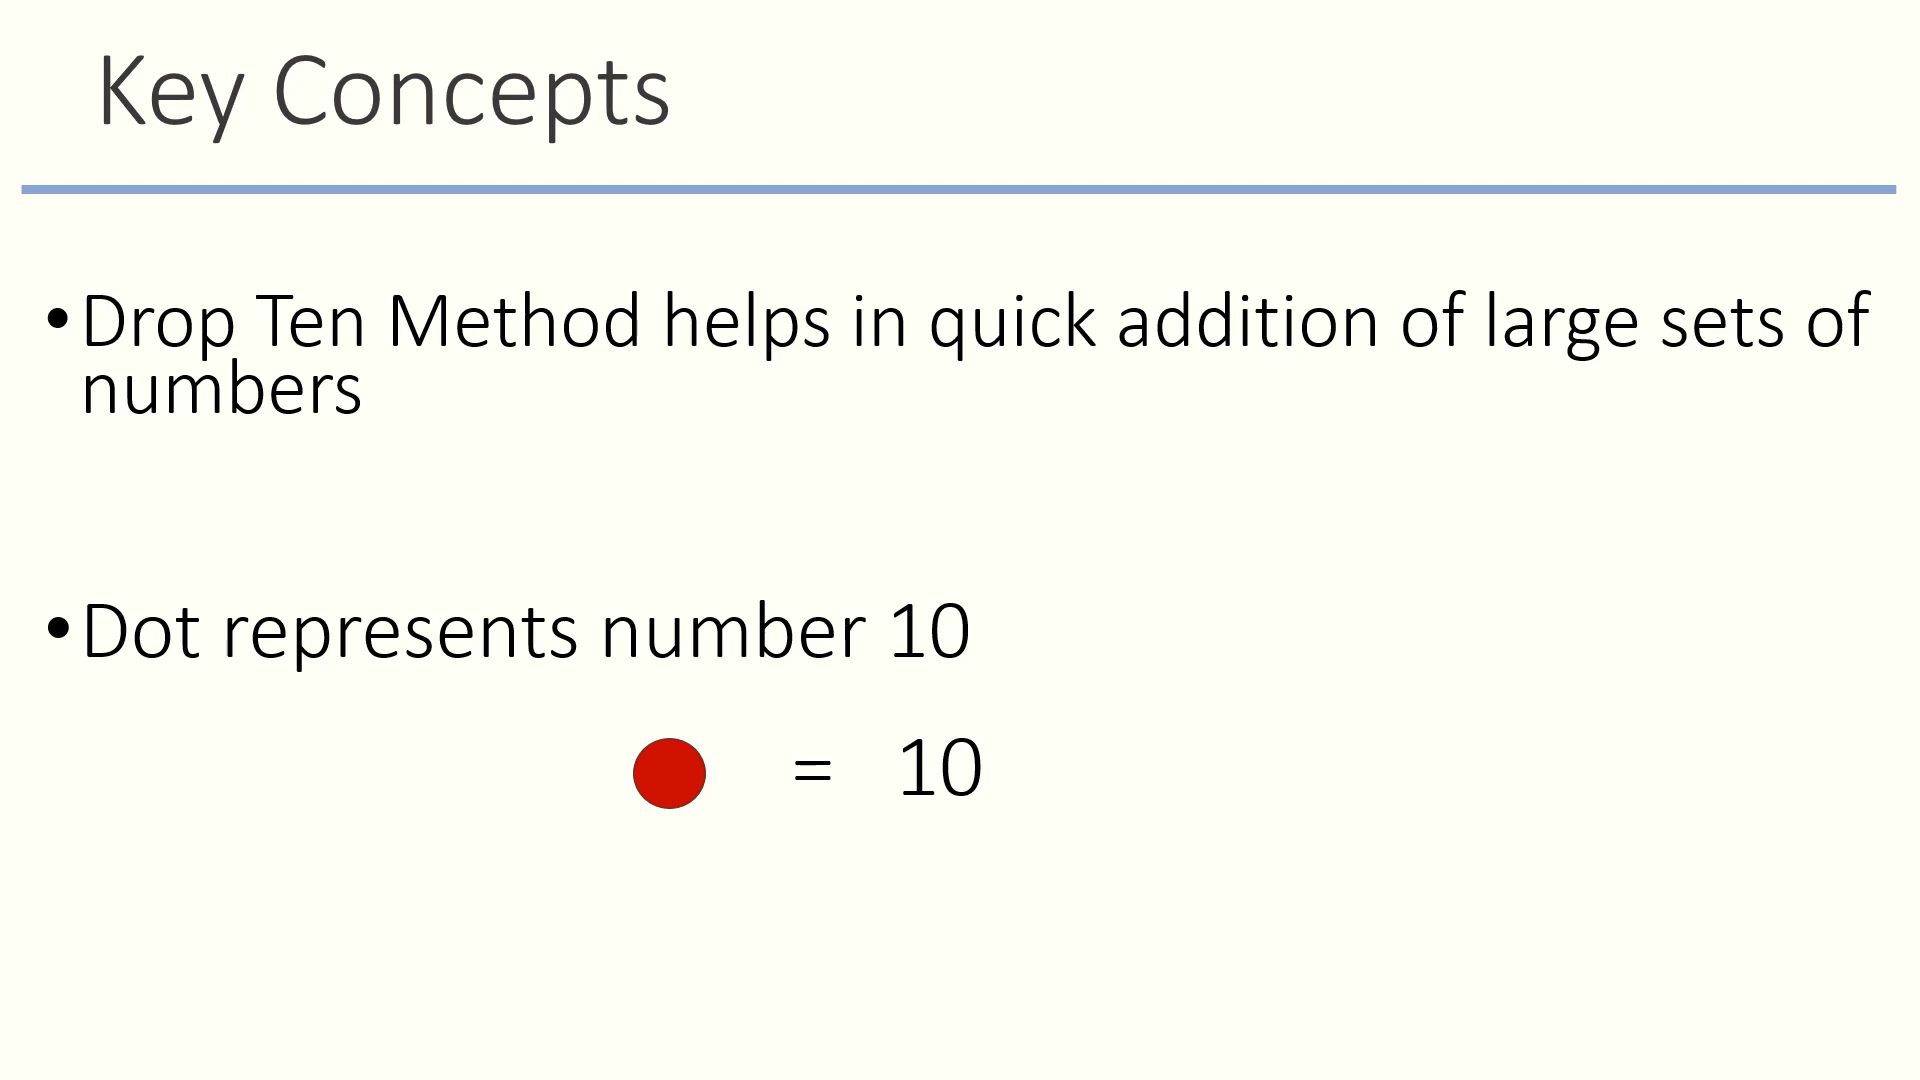 Key Concepts
•Drop Ten Method helps in quick addition of large sets of
numbers
•Dot represents number 10
= 10